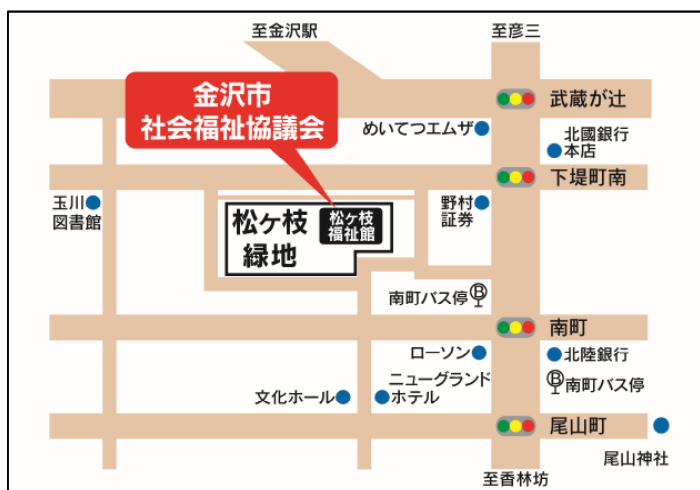 至金沢駅
至彦三
金沢市
社会福祉協議会
武蔵が辻
めいてつエムザ
北國銀行
本店
下堤町南
玉川
図書館
松ケ枝
緑地
松ケ枝
福祉館
野村
証券
南町バス停
B
南町
ローソン
北陸銀行
ニューグランド
ホテル
B
南町バス停
文化ホール
尾山町
尾山神社
至香林坊